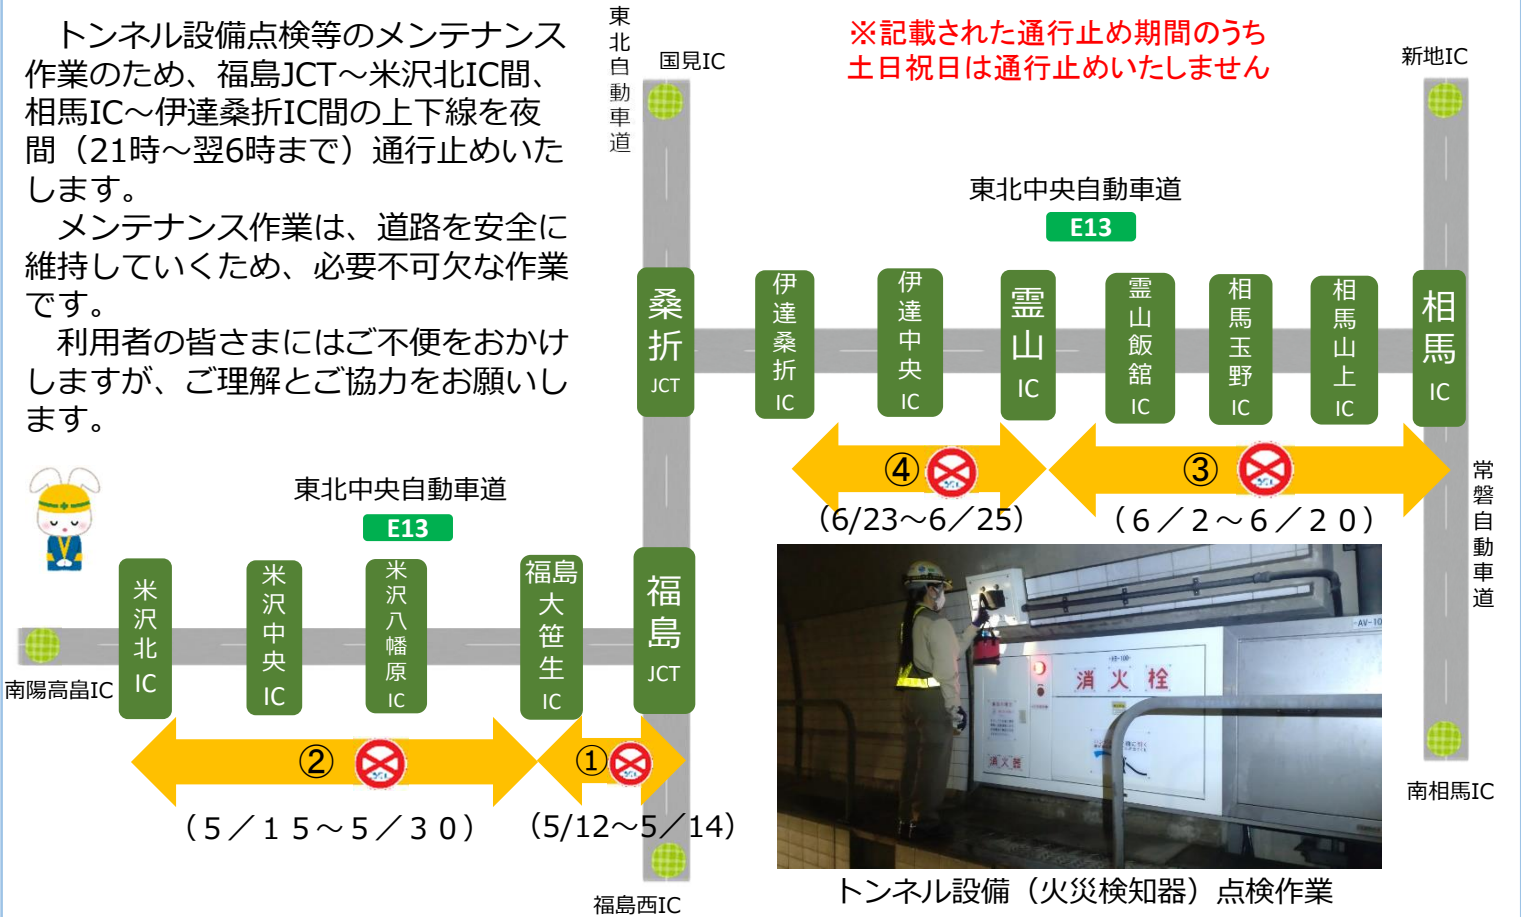 トンネル設備点検等のメンテナンス
作業のため、福島JCT～米沢北IC間、
相馬IC～伊達桑折IC間の上下線を夜
間（21時～翌6時まで）通行止めいた
します。
メンテナンス作業は、道路を安全に
維持していくため、必要不可欠な作業
です。
利用者の皆さまにはご不便をおかけ
しますが、ご理解とご協力をお願いし
ます。
東北自動車道
国見IC
※記載された通行止め期間のうち
土日祝日は通行止めいたしません
新地IC
東北中央自動車道
E13
桑折JCT
伊達桑折IC
伊達中央IC
霊山IC
霊山飯舘IC
相馬玉野IC
相馬山上IC
相馬IC
④
③
（6/23～6／25）
（６／２～６／２０）
常磐自動車道
東北中央自動車道
E13
米沢北IC
米沢中央IC
米沢八幡原IC
福島大笹生IC
福島JCT
南陽高畠IC
②
①
（５／１５～５／３０）
（5/12～5／14）
福島西IC
南相馬IC
消火栓
消火器
トンネル設備（火災検知器）点検作業